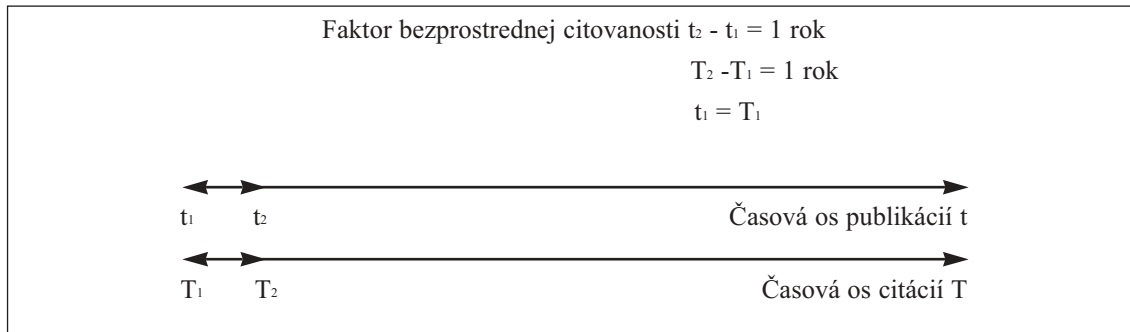 Faktor bezprostrednej citovanosti t₂ - t₁ = 1 rok
T₂ -T₁ = 1 rok
t₁ = T₁
t₁ t₂ Časová os publikácií t
T₁ T₂ Časová os citácií T